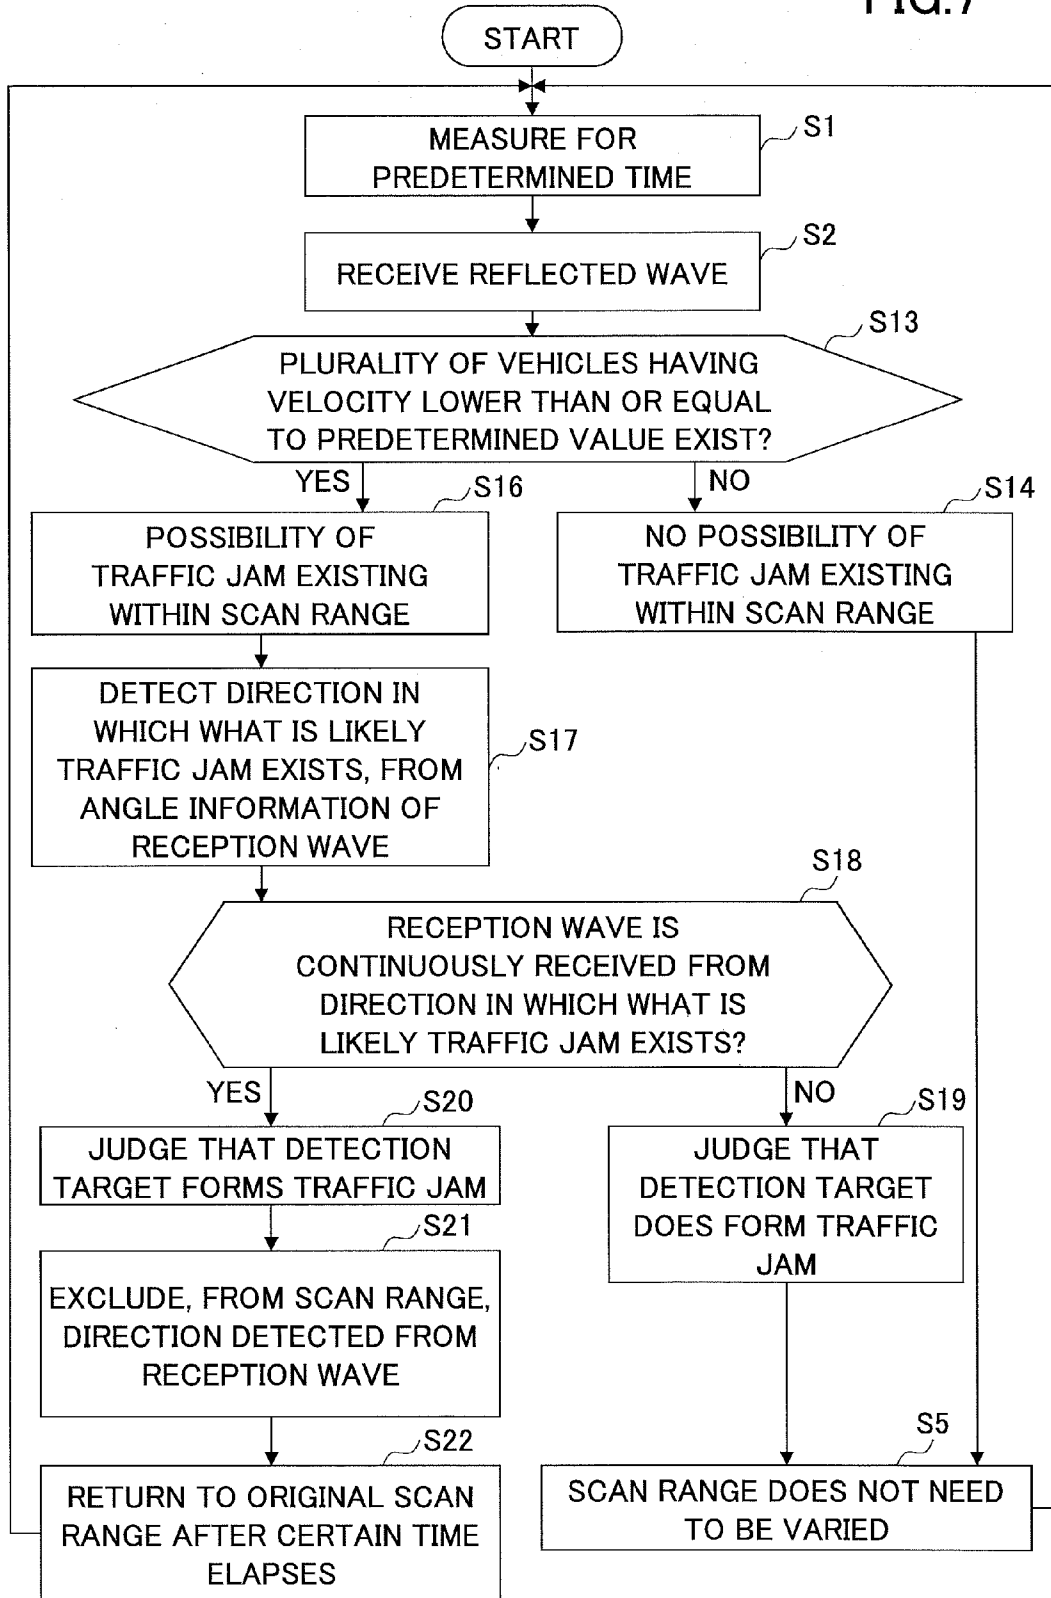 FIG.7
START
S1
MEASURE FOR
PREDETERMINED TIME
S2
RECEIVE REFLECTED WAVE
S13
PLURALITY OF VEHICLES HAVING
VELOCITY LOWER THAN OR EQUAL
TO PREDETERMINED VALUE EXIST?
YES
NO
S16
POSSIBILITY OF
TRAFFIC JAM EXISTING
WITHIN SCAN RANGE
S14
NO POSSIBILITY OF
TRAFFIC JAM EXISTING
WITHIN SCAN RANGE
S17
DETECT DIRECTION IN
WHICH WHAT IS LIKELY
TRAFFIC JAM EXISTS, FROM
ANGLE INFORMATION OF
RECEPTION WAVE
S18
RECEPTION WAVE IS
CONTINUOUSLY RECEIVED FROM
DIRECTION IN WHICH WHAT IS
LIKELY TRAFFIC JAM EXISTS?
YES
NO
S20
JUDGE THAT DETECTION
TARGET FORMS TRAFFIC JAM
S19
JUDGE THAT
DETECTION TARGET
DOES FORM TRAFFIC
JAM
S21
EXCLUDE, FROM SCAN RANGE,
DIRECTION DETECTED FROM
RECEPTION WAVE
S22
RETURN TO ORIGINAL SCAN
RANGE AFTER CERTAIN TIME
ELAPSES
S5
SCAN RANGE DOES NOT NEED
TO BE VARIED